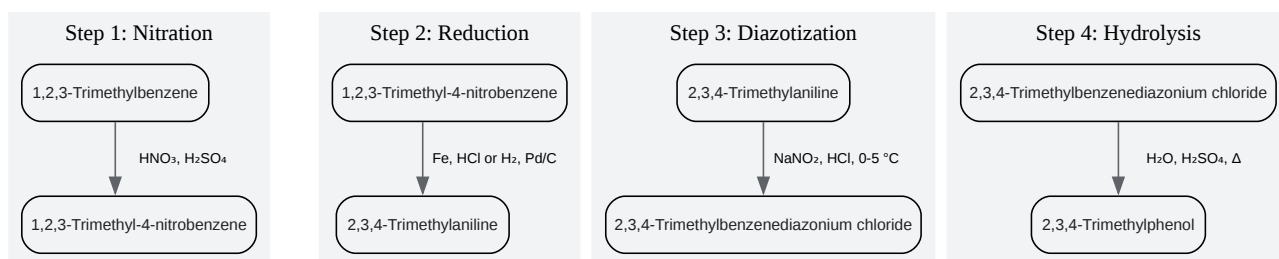 Step 1: Nitration
1,2,3-Trimethylbenzene
HNO₃, H₂SO₄
1,2,3-Trimethyl-4-nitrobenzene
Step 2: Reduction
1,2,3-Trimethyl-4-nitrobenzene
Fe, HCl or H₂, Pd/C
2,3,4-Trimethylaniline
Step 3: Diazotization
2,3,4-Trimethylaniline
NaNO₂, HCl, 0-5 °C
2,3,4-Trimethylbenzenediazonium chloride
Step 4: Hydrolysis
2,3,4-Trimethylbenzenediazonium chloride
H₂O, H₂SO₄, Δ
2,3,4-Trimethylphenol